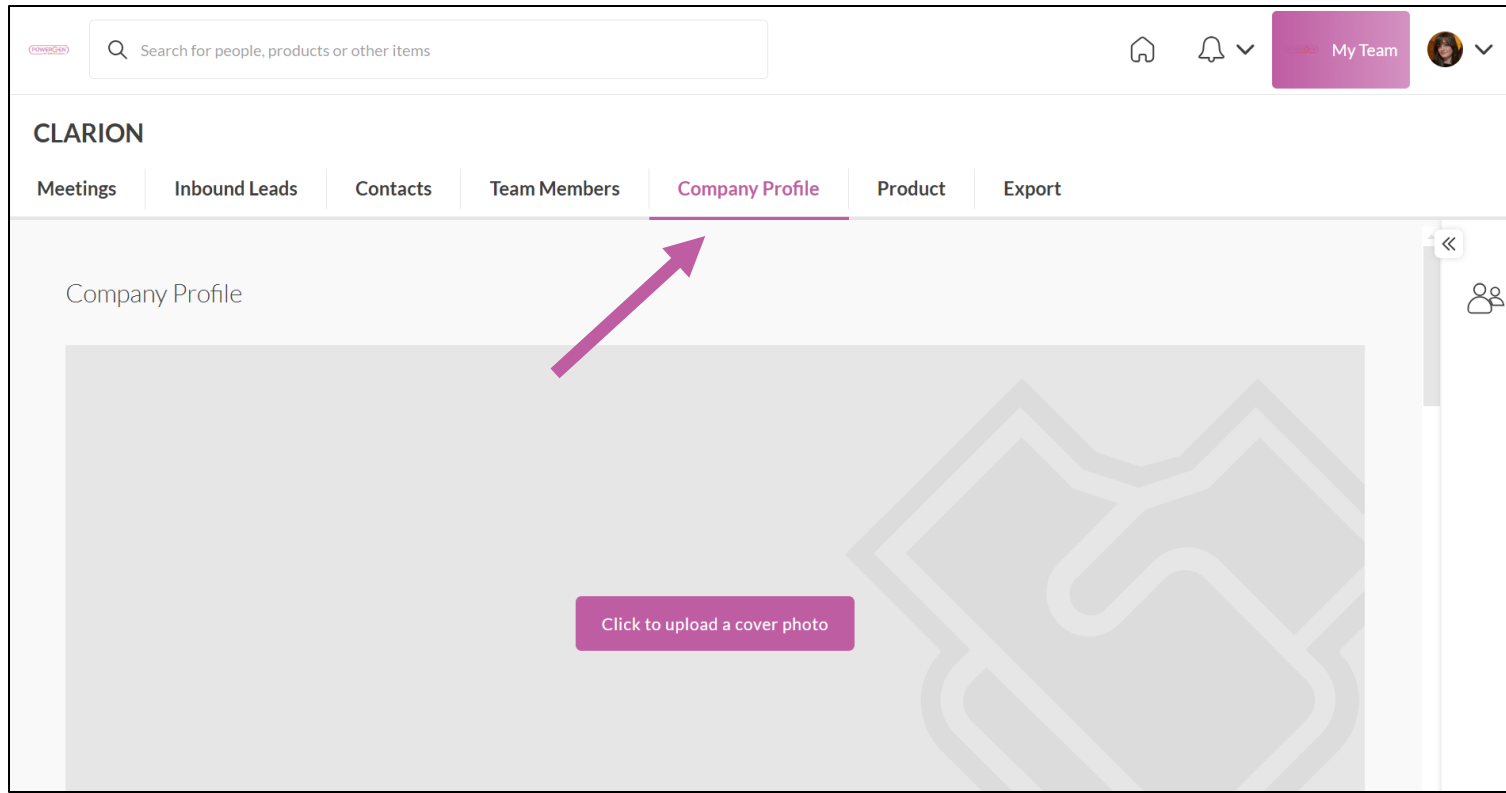 POWERGEN
Search for people, products or other items
My Team
CLARION
Meetings
Inbound Leads
Contacts
Team Members
Company Profile
Product
Export
Company Profile
Click to upload a cover photo